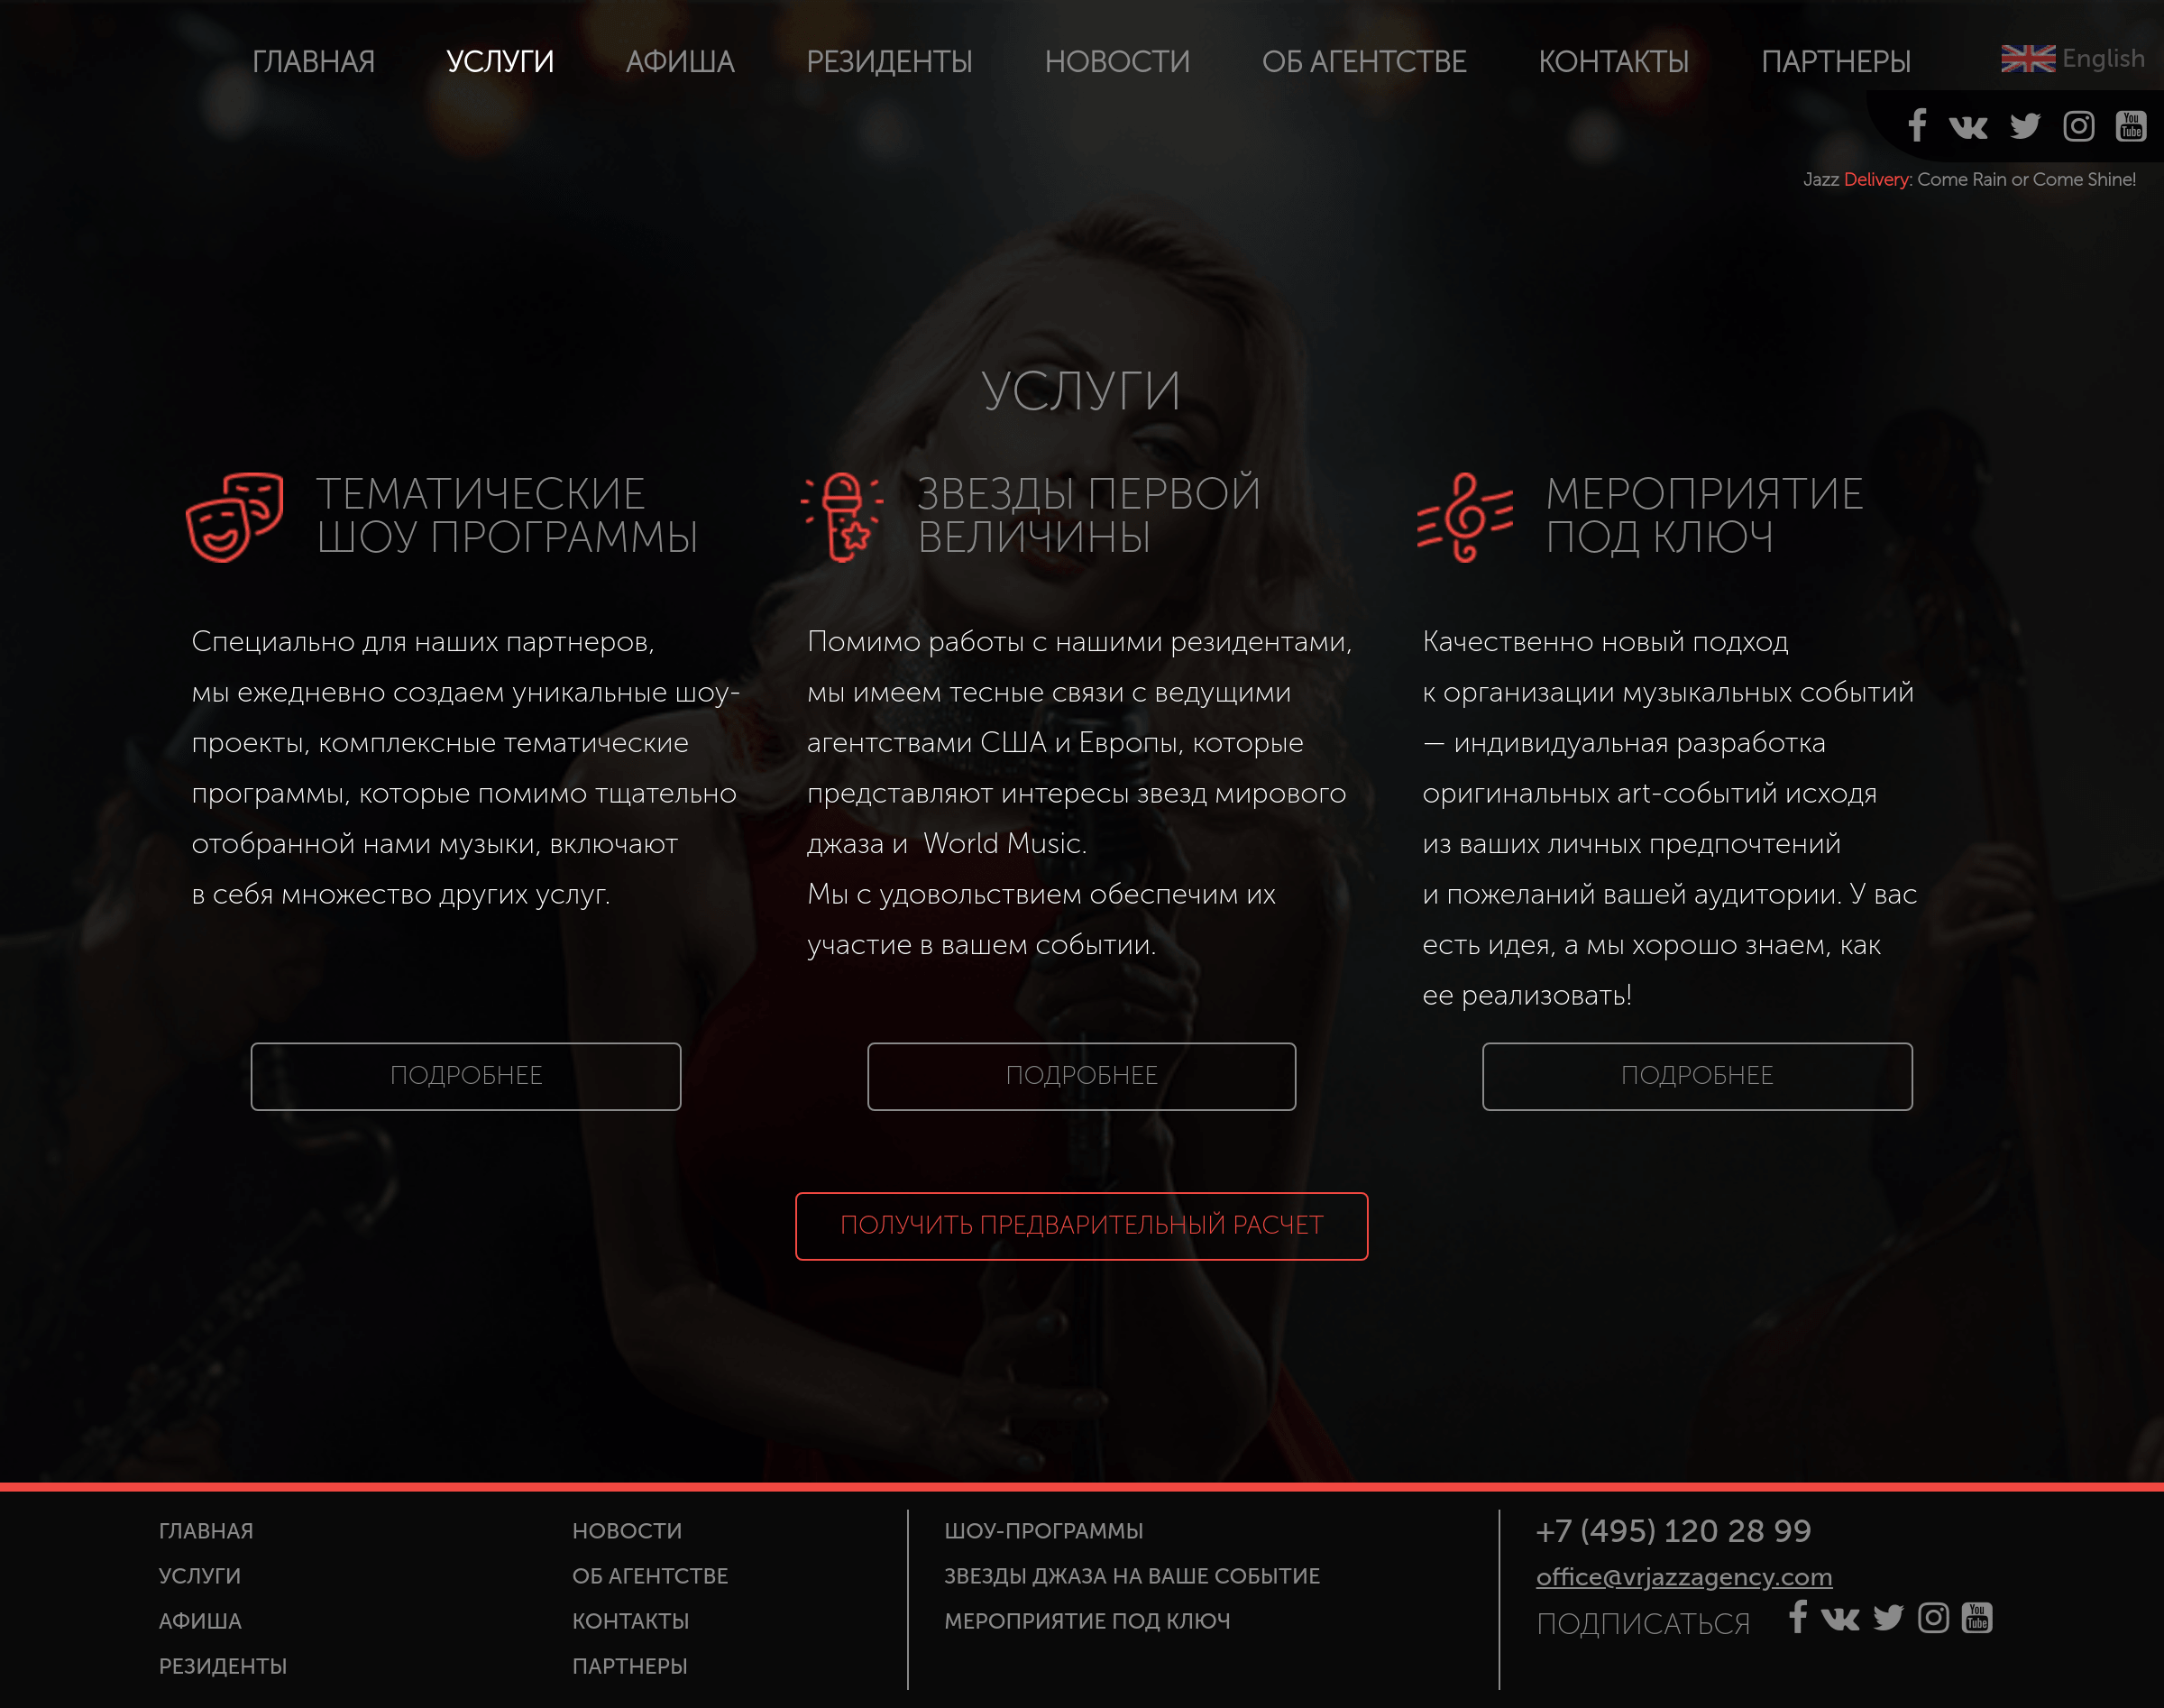 ГЛАВНАЯ УСЛУГИ АФИША РЕЗИДЕНТЫ НОВОСТИ ОБ АГЕНТСТВЕ КОНТАКТЫ ПАРТНЕРЫ English
You Tube
Jazz Delivery: Come Rain or Come Shine!
УСЛУГИ
ТЕМАТИЧЕСКИЕ
ШОУ ПРОГРАММЫ
Специально для наших партнеров,
мы ежедневно создаем уникальные шоу-
проекты, комплексные тематические
программы, которые помимо тщательно
отобранной нами музыки, включают
в себя множество других услуг.
ПОДРОБНЕЕ
ЗВЕЗДЫ ПЕРВОЙ
ВЕЛИЧИНЫ
Помимо работы с нашими резидентами,
мы имеем тесные связи с ведущими
агентствами США и Европы, которые
представляют интересы звезд мирового
джаза и World Music.
Мы с удовольствием обеспечим их
участие в вашем событии.
ПОДРОБНЕЕ
МЕРОПРИЯТИЕ
ПОД КЛЮЧ
Качественно новый подход
к организации музыкальных событий
— индивидуальная разработка
оригинальных art-событий исходя
из ваших личных предпочтений
и пожеланий вашей аудитории. У вас
есть идея, а мы хорошо знаем, как
ее реализовать!
ПОДРОБНЕЕ
ПОЛУЧИТЬ ПРЕДВАРИТЕЛЬНЫЙ РАСЧЕТ
ГЛАВНАЯ
УСЛУГИ
АФИША
РЕЗИДЕНТЫ
НОВОСТИ
ОБ АГЕНТСТВЕ
КОНТАКТЫ
ПАРТНЕРЫ
ШОУ-ПРОГРАММЫ
ЗВЕЗДЫ ДЖАЗА НА ВАШЕ СОБЫТИЕ
МЕРОПРИЯТИЕ ПОД КЛЮЧ
+7 (495) 120 28 99
office@vrjazzagency.com
ПОДПИСАТЬСЯ
You Tube